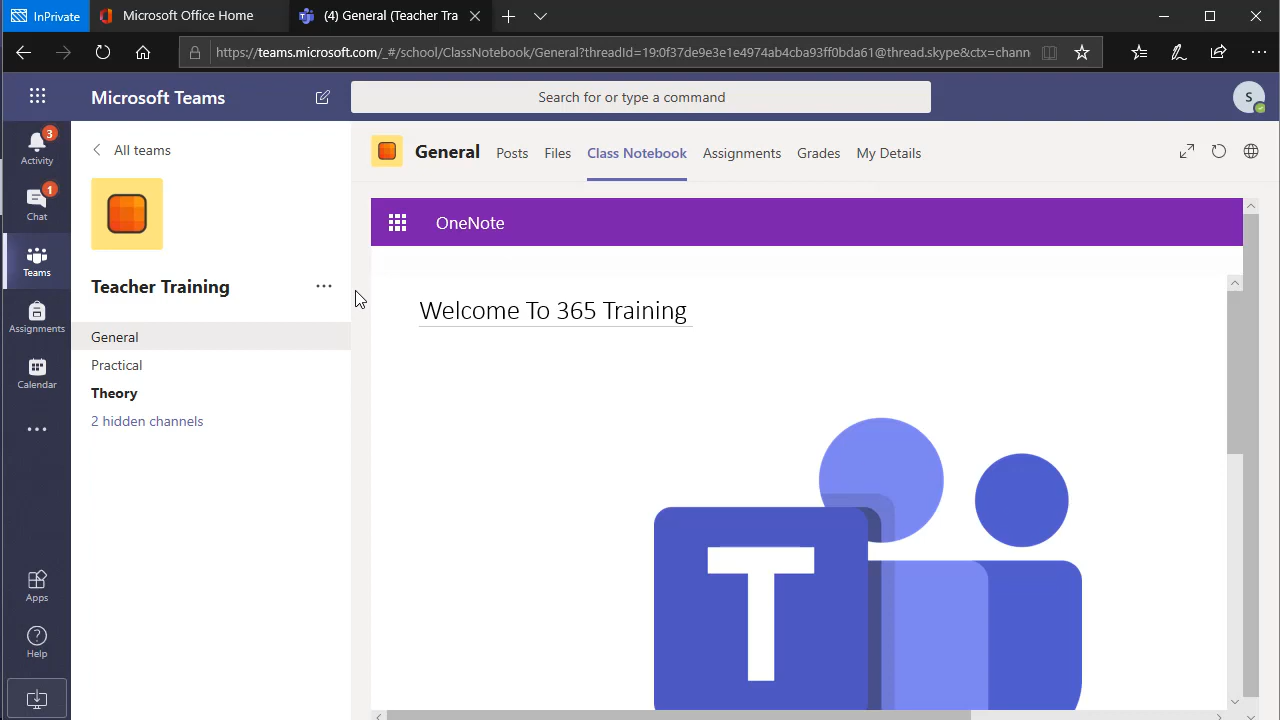 InPrivate
Microsoft Office Home
(4) General (Teacher Tra
https://teams.microsoft.com/_#/school/ClassNotebook/General?threadId=19:0f37de9e3e1e4974ab4cba93ff0bda61@thread.skype&ctx=chann
Microsoft Teams
Search for or type a command
S
3
Activity
1
Chat
Teams
Assignments
Calendar
Apps
Help
All teams
Teacher Training
General
Practical
Theory
2 hidden channels
General
Posts
Files
Class Notebook
Assignments
Grades
My Details
OneNote
Welcome To 365 Training
T